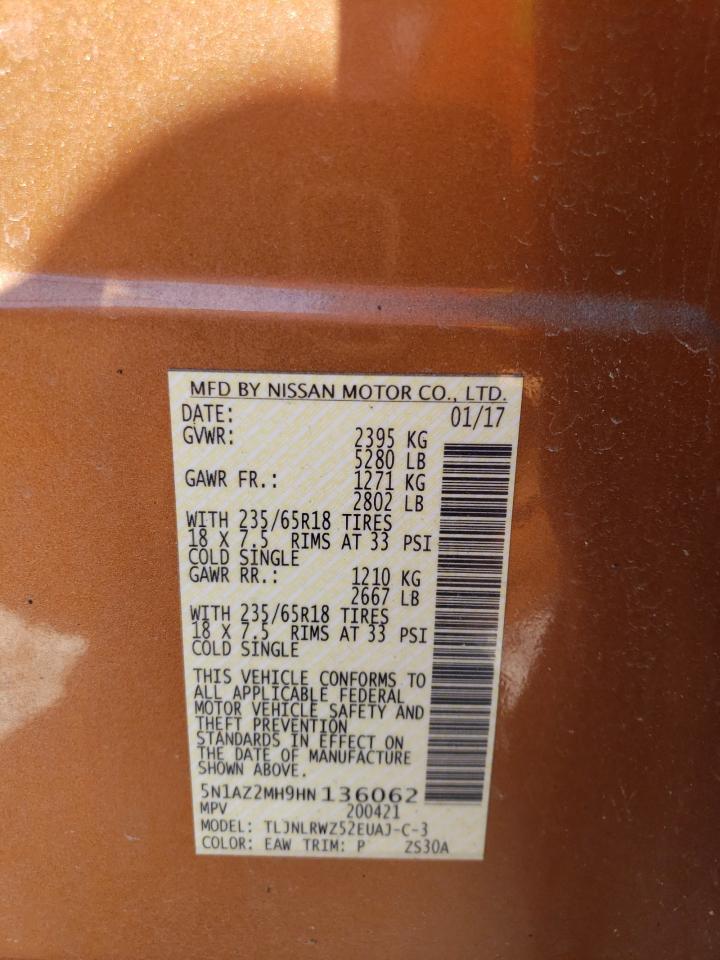 MFD BY NISSAN MOTOR CO., LTD.
DATE: 01/17
GVWR: 2395 KG
5280 LB
GAWR FR.: 1271 KG
2802 LB
WITH 235/65R18 TIRES
18 X 7.5 RIMS AT 33 PSI
COLD SINGLE
GAWR RR.: 1210 KG
2667 LB
WITH 235/65R18 TIRES
18 X 7.5 RIMS AT 33 PSI
COLD SINGLE
THIS VEHICLE CONFORMS TO
ALL APPLICABLE FEDERAL
MOTOR VEHICLE SAFETY AND
THEFT PREVENTION
STANDARDS IN EFFECT ON
THE DATE OF MANUFACTURE
SHOWN ABOVE.
5N1AZ2MH9HN 136062
MPV 200421
MODEL: TLJNLRWZ52EUAJ-C-3
COLOR: EAW TRIM: P ZS30A